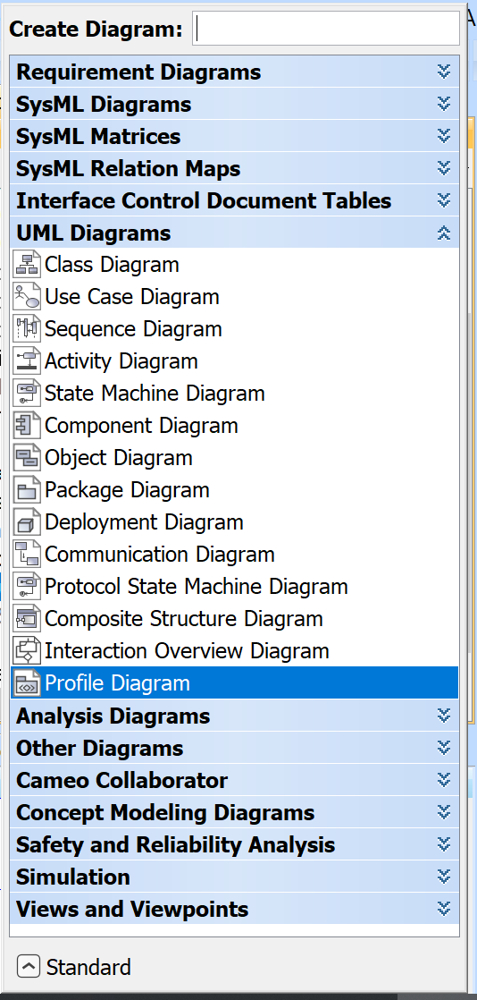 Create Diagram:
Requirement Diagrams
SysML Diagrams
SysML Matrices
SysML Relation Maps
Interface Control Document Tables
UML Diagrams
Class Diagram
Use Case Diagram
Sequence Diagram
Activity Diagram
State Machine Diagram
Component Diagram
Object Diagram
Package Diagram
Deployment Diagram
Communication Diagram
Protocol State Machine Diagram
Composite Structure Diagram
Interaction Overview Diagram
Profile Diagram
Analysis Diagrams
Other Diagrams
Cameo Collaborator
Concept Modeling Diagrams
Safety and Reliability Analysis
Simulation
Views and Viewpoints
Standard